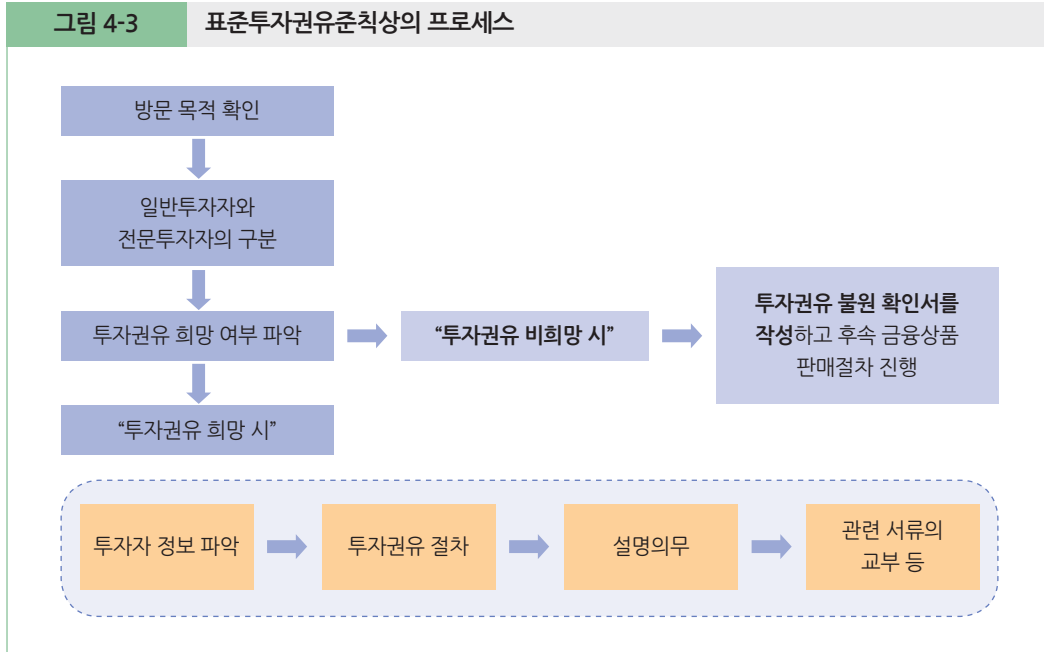 그림 4-3
표준투자권유준칙상의 프로세스
방문 목적 확인
일반투자자와
전문투자자의 구분
투자권유 희망 여부 파악
“투자권유 비희망 시”
투자권유 불원 확인서를
작성하고 후속 금융상품
판매절차 진행
“투자권유 희망 시”
투자자 정보 파악
투자권유 절차
설명의무
관련 서류의
교부 등